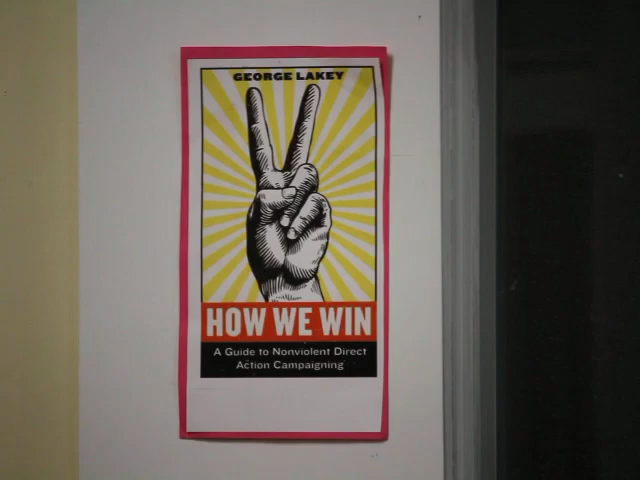 GEORGE LAKEY
HOW WE WIN
A Guide to Nonviolent Direct
Action Campaigning